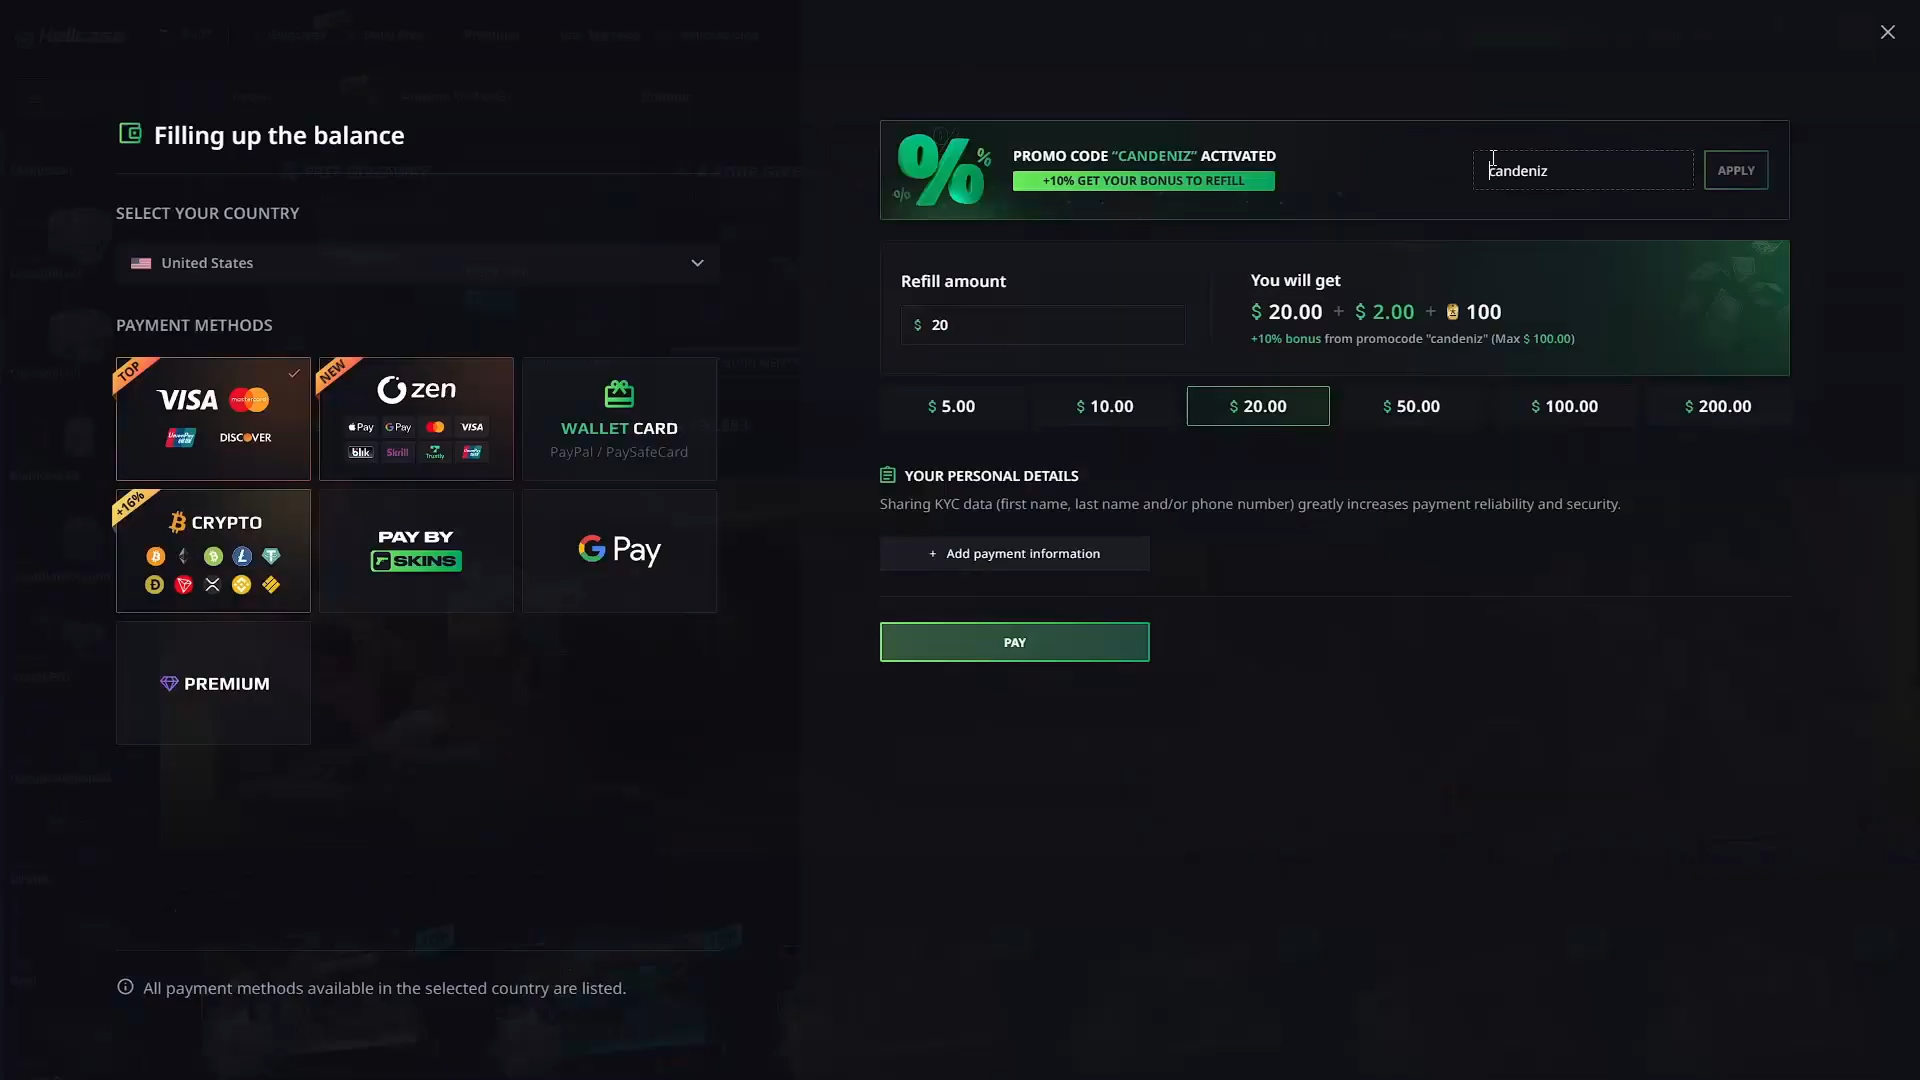 Filling up the balance
SELECT YOUR COUNTRY
United States
PAYMENT METHODS
TOP
VISA
mastercard
UnionPay
DISCOVER
NEW
zen
Pay
G Pay
VISA
blik
Skrill
Trustly
UnionPay
WALLET CARD
PayPal / PaySafeCard
+16%
CRYPTO
PAY BY
SKINS
G Pay
PREMIUM
All payment methods available in the selected country are listed.
PROMO CODE “CANDENIZ” ACTIVATED
+10% GET YOUR BONUS TO REFILL
candeniz
APPLY
Refill amount
$ 20
You will get
$ 20.00 + $ 2.00 + 100
+10% bonus from promocode "candeniz" (Max $ 100.00)
$ 5.00 $ 10.00 $ 20.00 $ 50.00 $ 100.00 $ 200.00
YOUR PERSONAL DETAILS
Sharing KYC data (first name, last name and/or phone number) greatly increases payment reliability and security.
+ Add payment information
PAY